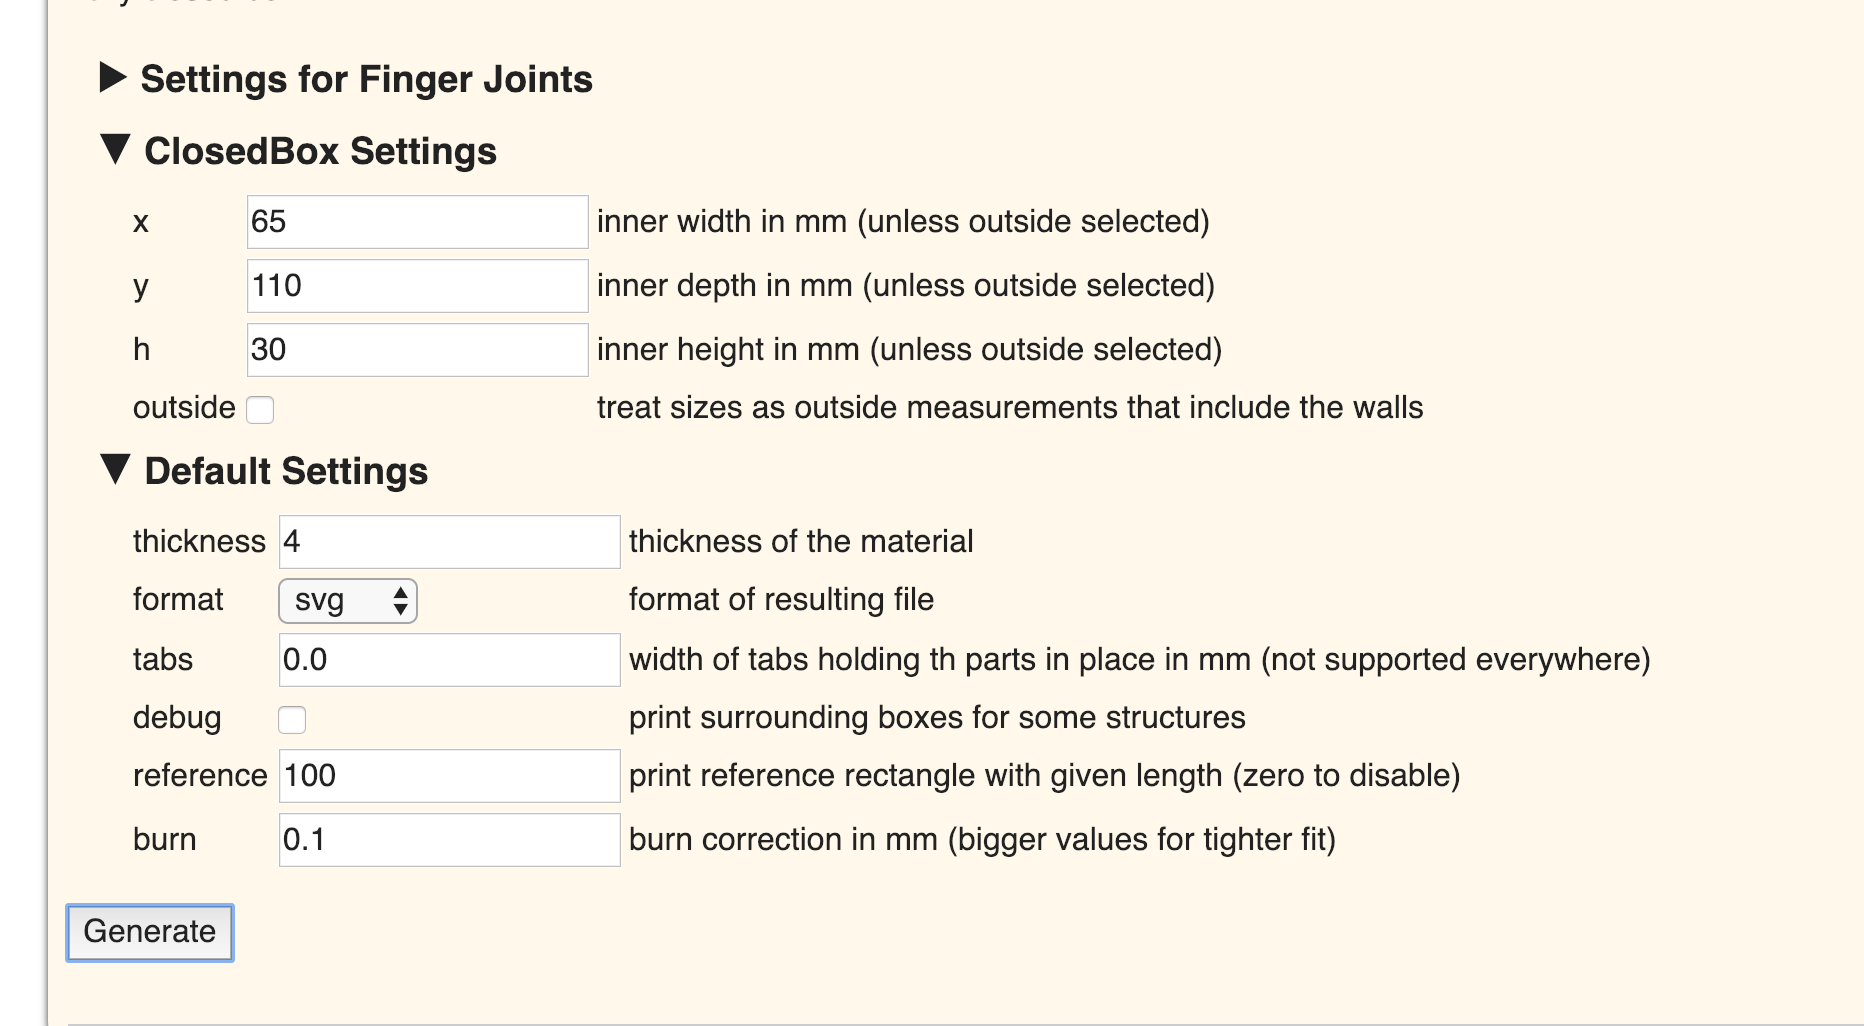 Settings for Finger Joints
ClosedBox Settings
x 65 inner width in mm (unless outside selected)
y 110 inner depth in mm (unless outside selected)
h 30 inner height in mm (unless outside selected)
outside treat sizes as outside measurements that include the walls
Default Settings
thickness 4 thickness of the material
format svg format of resulting file
tabs 0.0 width of tabs holding th parts in place in mm (not supported everywhere)
debug print surrounding boxes for some structures
reference 100 print reference rectangle with given length (zero to disable)
burn 0.1 burn correction in mm (bigger values for tighter fit)
Generate